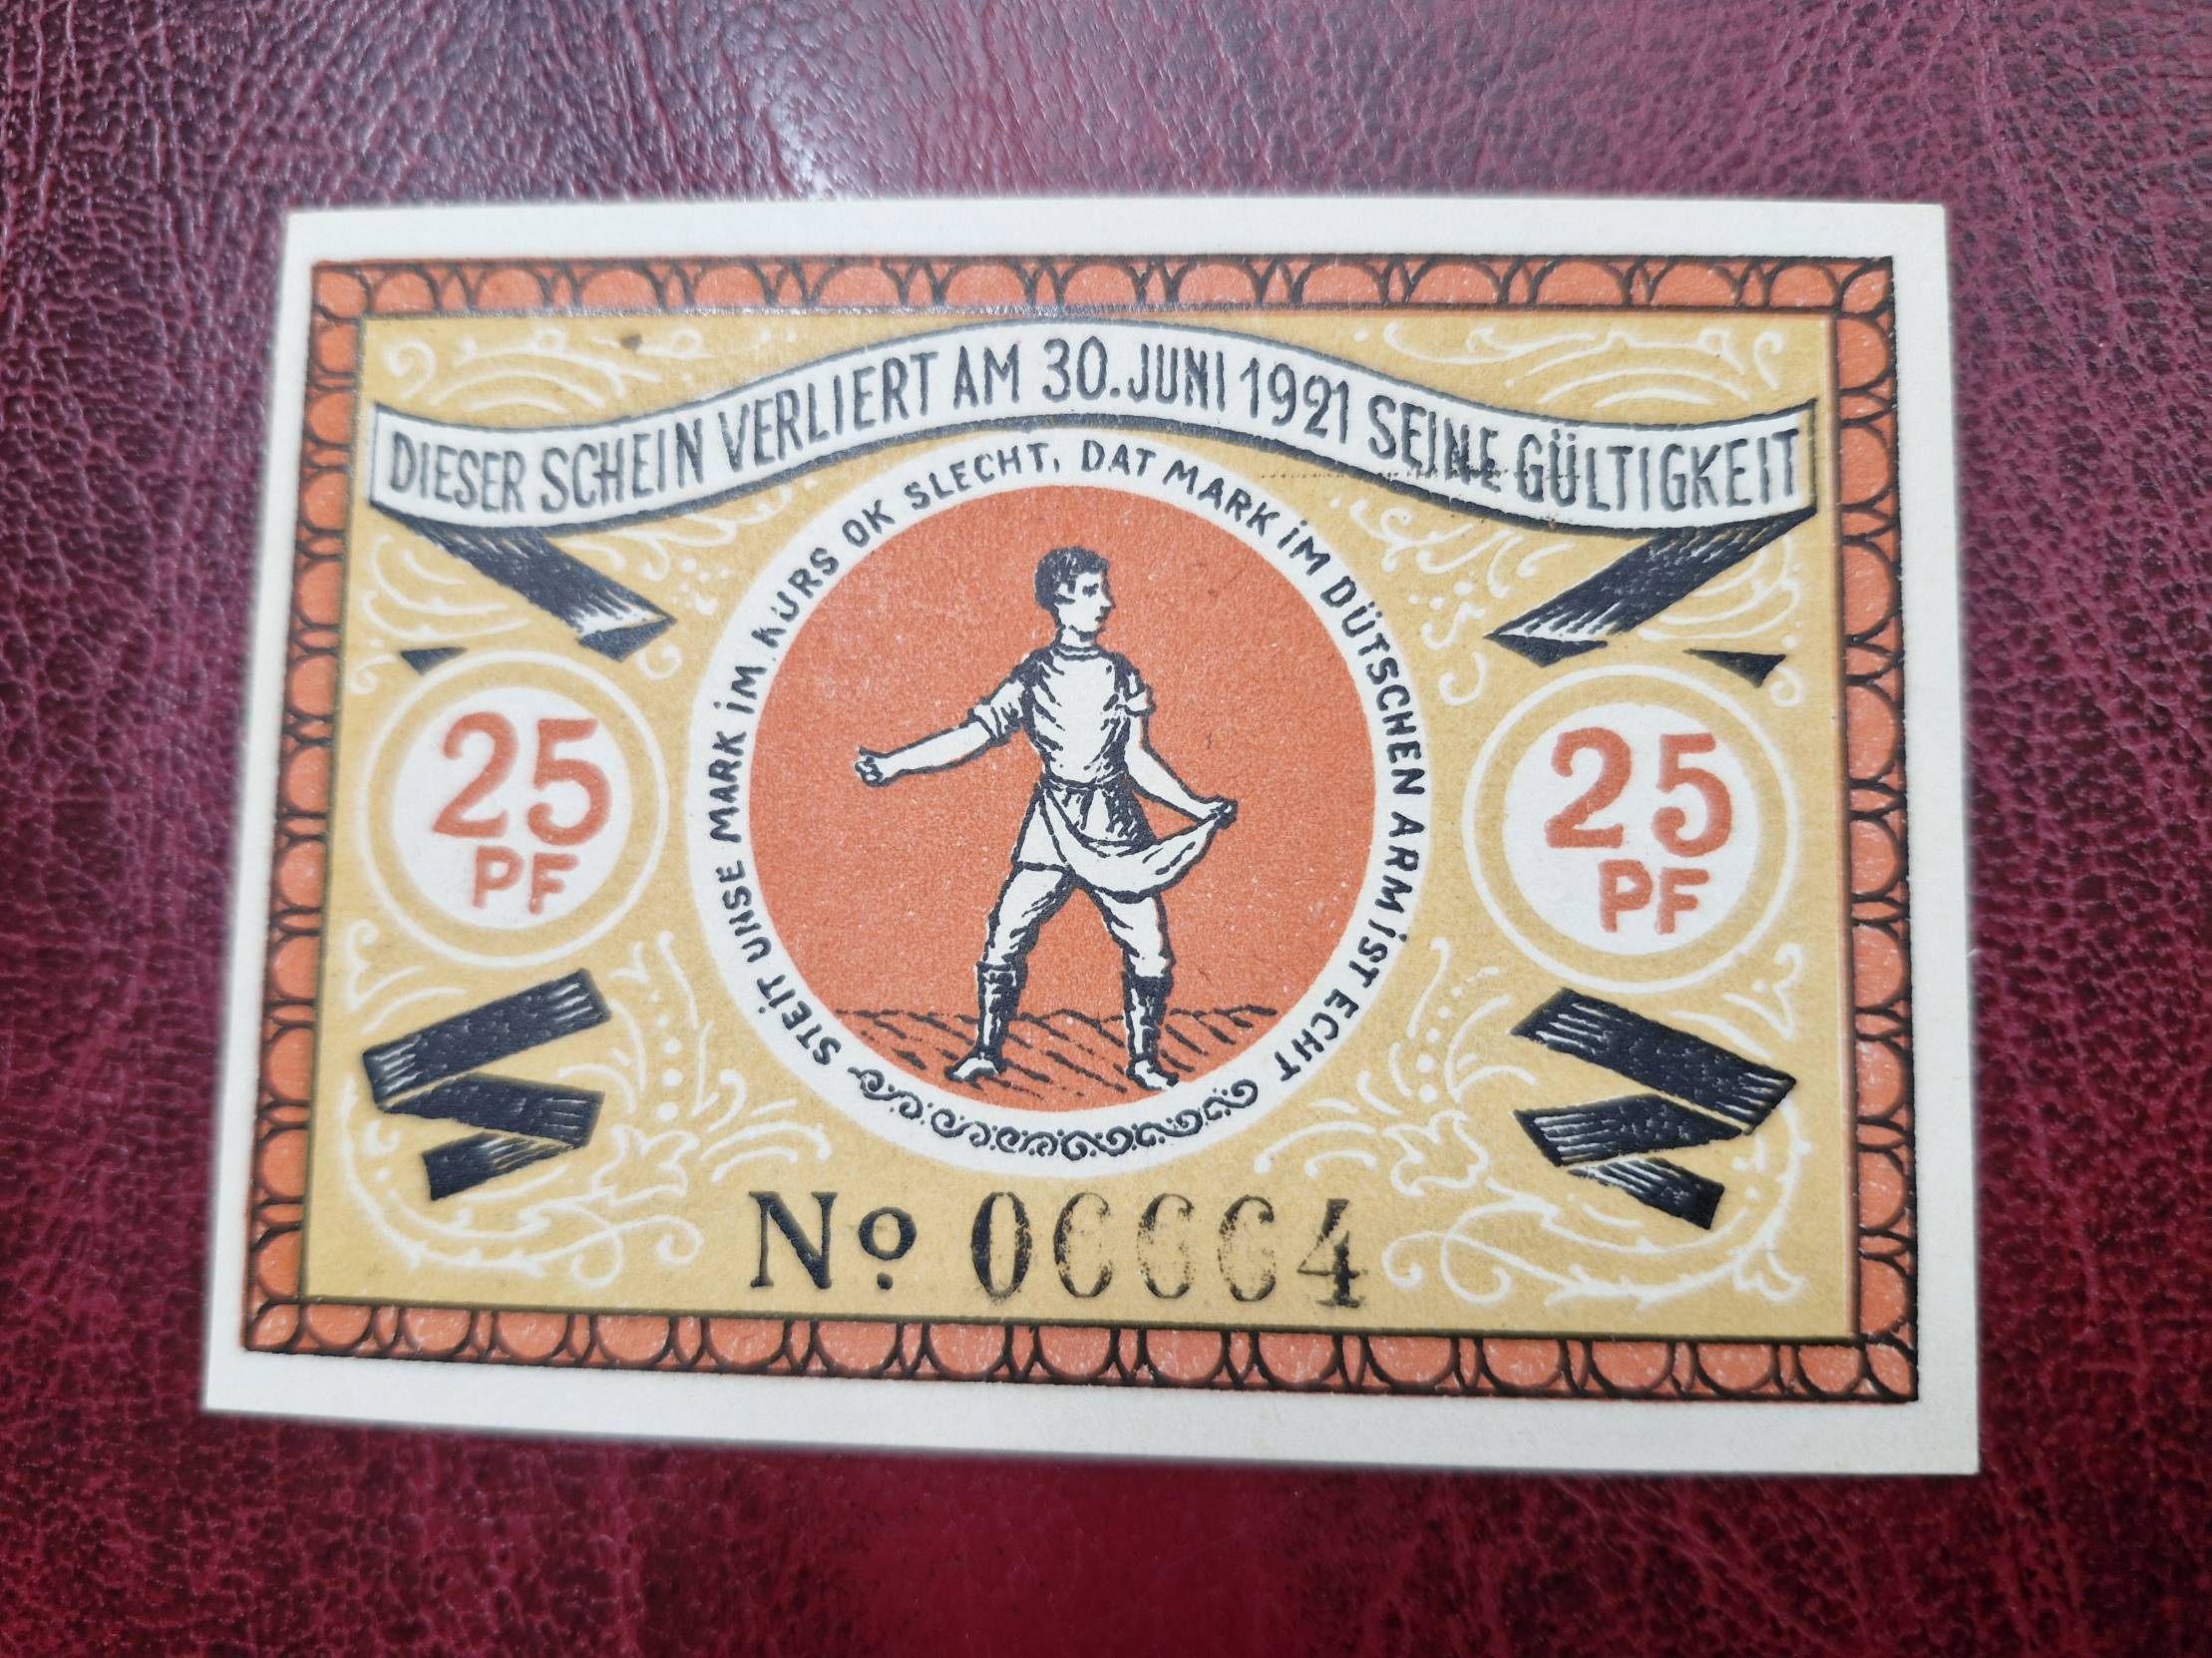 DIESER SCHEIN VERLIERT AM 30. JUNI 1921 SEINE GÜLTIGKEIT
STEIT UNSE MARK IM KURS OK SLECHT, DAT MARK IM DÜTSCHEN ARM IST ECHT
25
PF
25
PF
No 00004